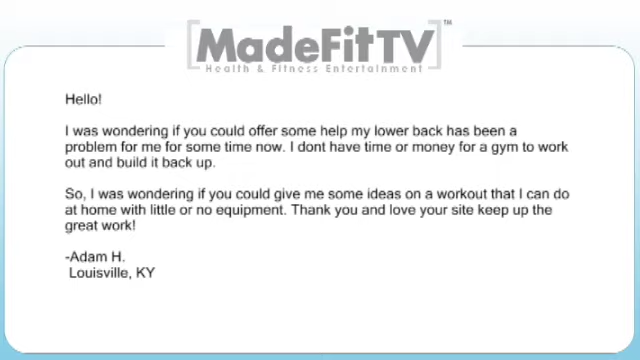 [MadeFitTV]™
Health & Fitness Entertainment
Hello!
I was wondering if you could offer some help my lower back has been a
problem for me for some time now. I dont have time or money for a gym to work
out and build it back up.
So, I was wondering if you could give me some ideas on a workout that I can do
at home with little or no equipment. Thank you and love your site keep up the
great work!
-Adam H.
Louisville, KY